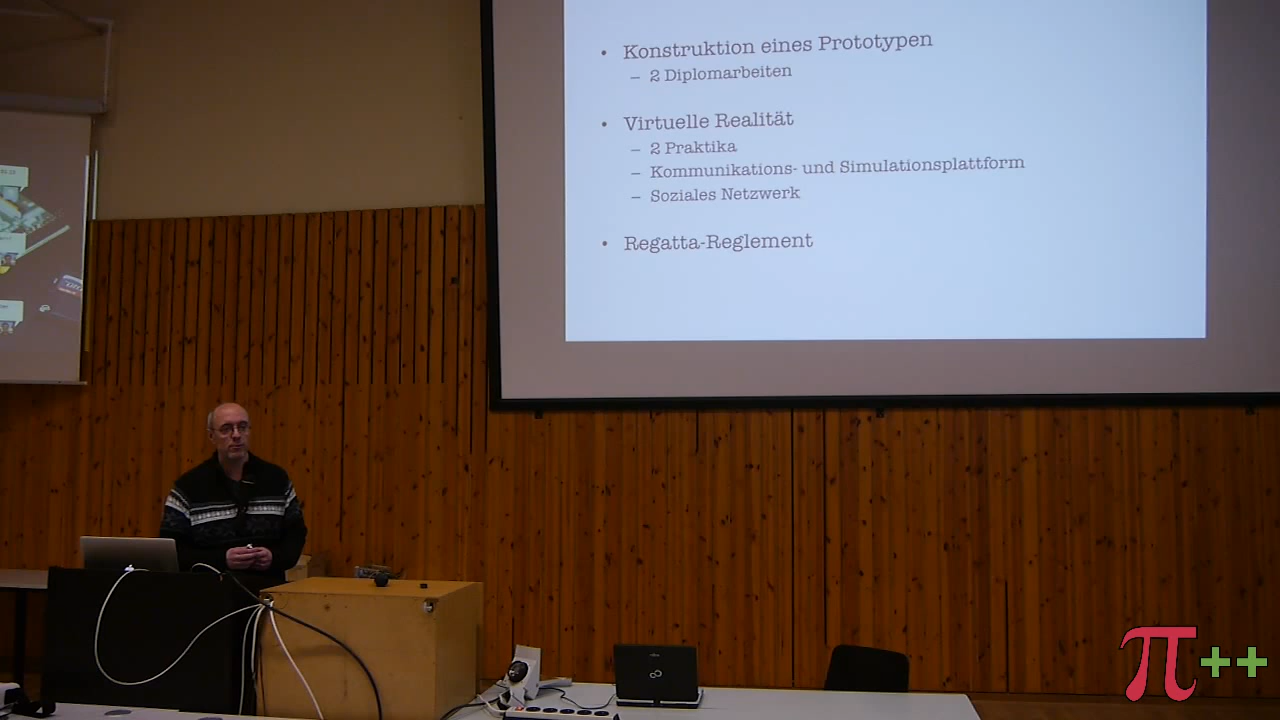 • Konstruktion eines Prototypen
– 2 Diplomarbeiten
• Virtuelle Realität
– 2 Praktika
– Kommunikations- und Simulationsplattform
– Soziales Netzwerk
• Regatta-Reglement
π++